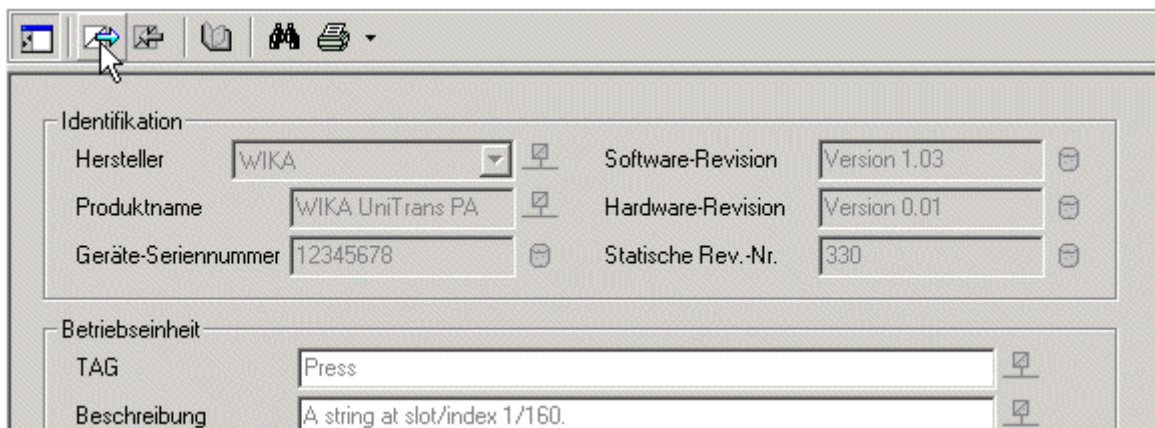 Identifikation
Hersteller WIKA Software-Revision Version 1.03
Produktname WIKA UniTrans PA Hardware-Revision Version 0.01
Geräte-Seriennummer 12345678 Statische Rev.-Nr. 330
Betriebseinheit
TAG Press
Beschreibung A string at slot/index 1/160.